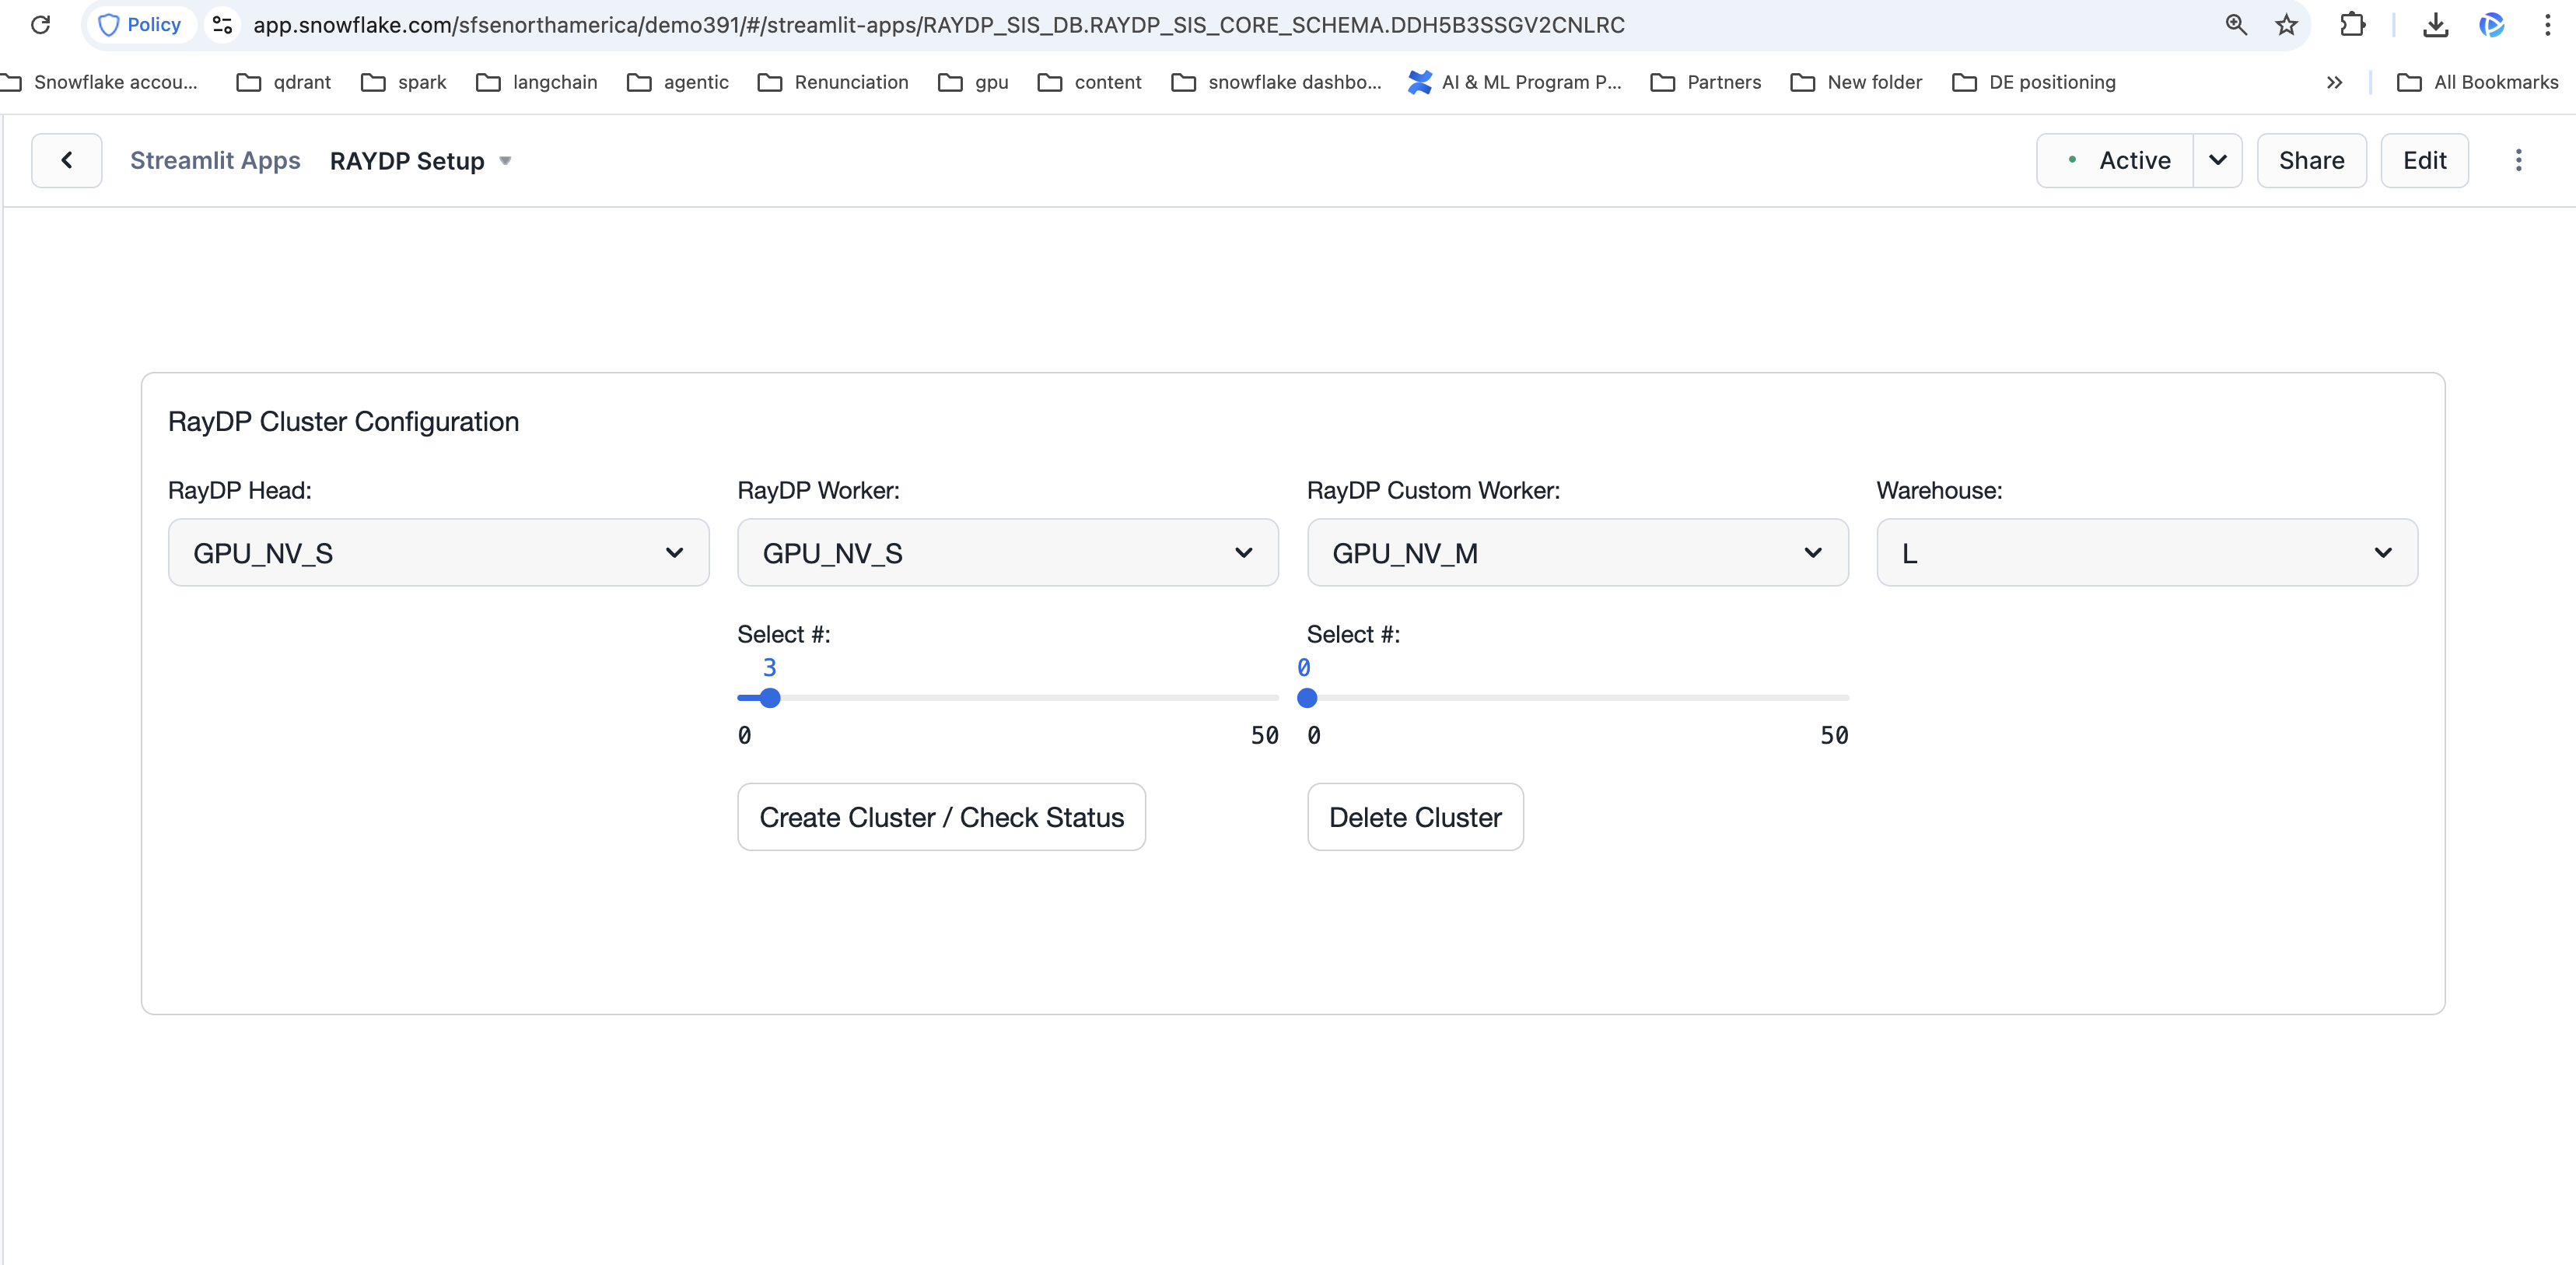 Policy app.snowflake.com/sfsenorthamerica/demo391/#/streamlit-apps/RAYDP_SIS_DB.RAYDP_SIS_CORE_SCHEMA.DDH5B3SSGV2CNLRC
Snowflake accou... qdrant spark langchain agentic Renunciation gpu content snowflake dashbo... AI & ML Program P... Partners New folder DE positioning All Bookmarks
Streamlit Apps RAYDP Setup Active Share Edit
RayDP Cluster Configuration
RayDP Head: RayDP Worker: RayDP Custom Worker: Warehouse:
GPU_NV_S GPU_NV_S GPU_NV_M L
Select #: Select #:
3 0
0 50 0 50
Create Cluster / Check Status Delete Cluster